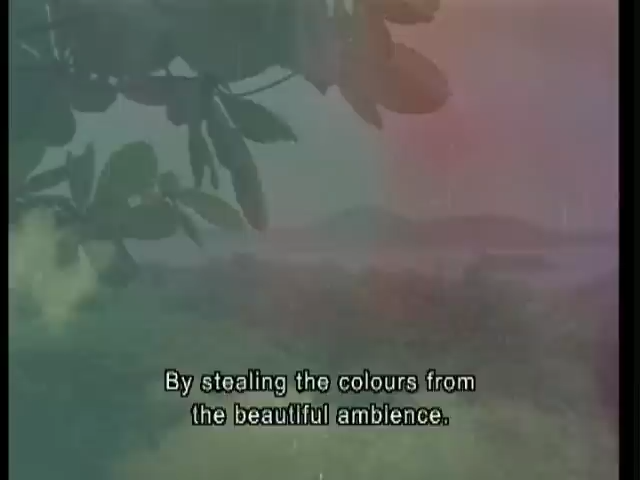 By stealing the colours from
the beautiful ambience.